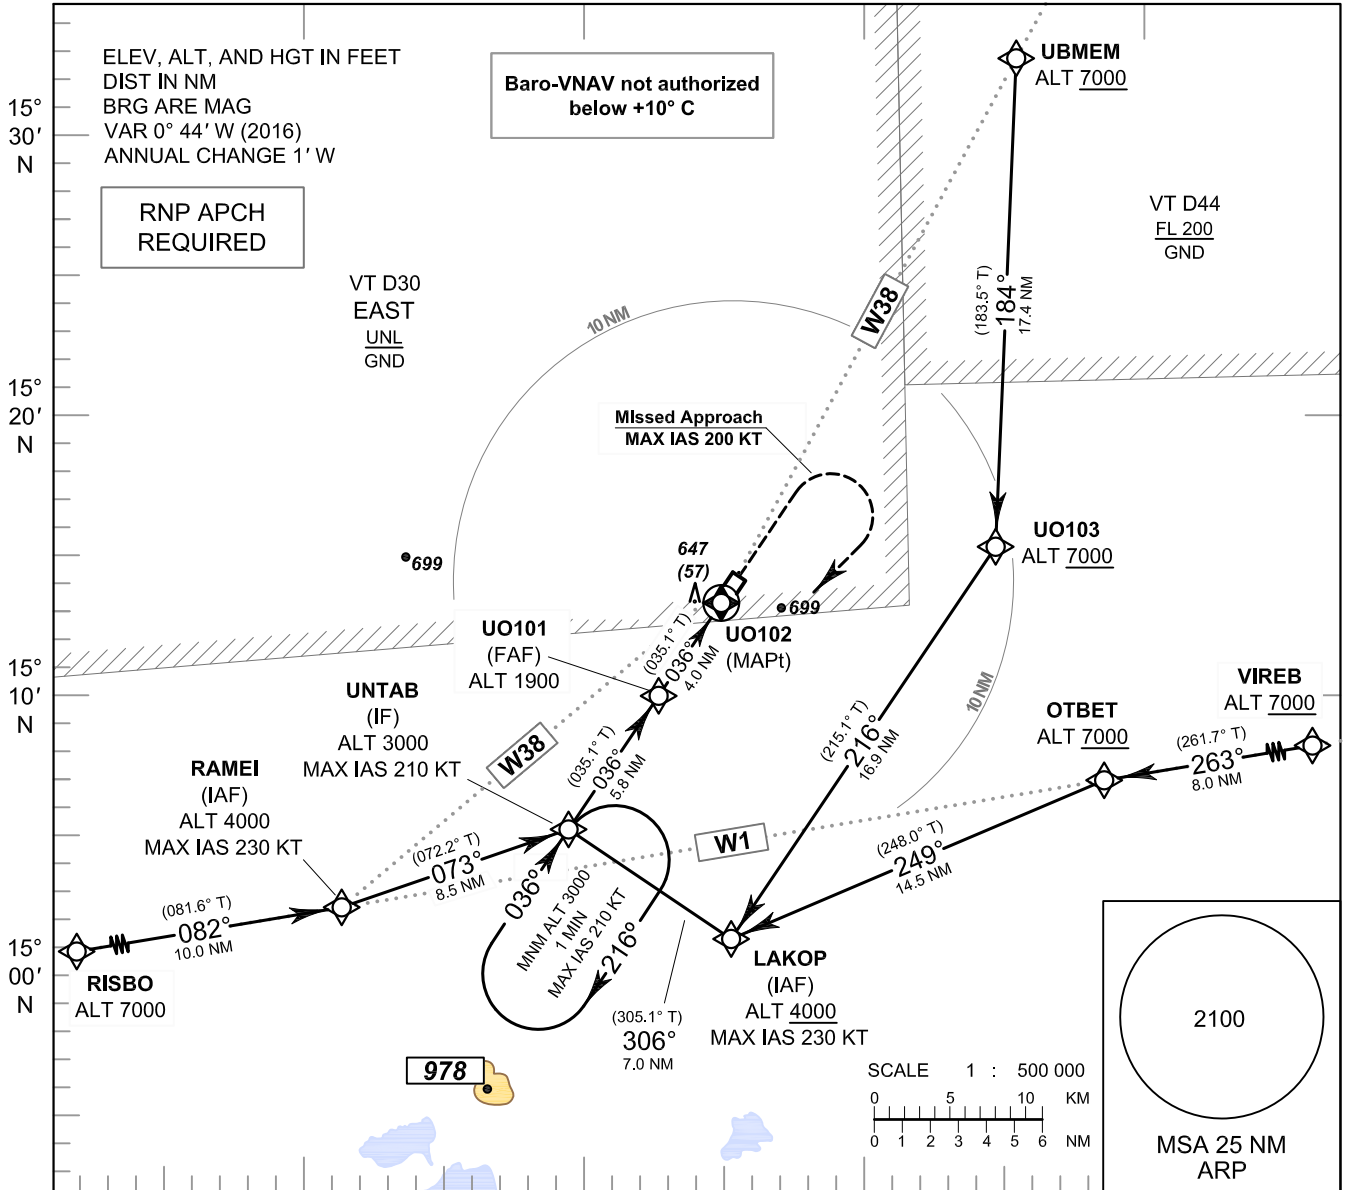 ELEV, ALT, AND HGT IN FEET
DIST IN NM
BRG ARE MAG
VAR 0° 44' W (2016)
ANNUAL CHANGE 1' W
RNP APCH
REQUIRED
Baro-VNAV not authorized
below +10° C
UBMEM
ALT 7000
15°
30'
N
VT D44
FL 200
GND
VT D30
EAST
UNL
GND
10 NM
W38
(183.5° T)
184°
17.4 NM
15°
20'
N
MIssed Approach
MAX IAS 200 KT
UO103
ALT 7000
699
647
(57)
699
UO102
(MAPt)
UO101
(FAF)
ALT 1900
(035.1° T)
036°
4.0 NM
15°
10'
N
UNTAB
(IF)
ALT 3000
MAX IAS 210 KT
W38
(035.1° T)
036°
5.8 NM
(215.1° T)
216°
16.9 NM
10 NM
OTBET
ALT 7000
VIREB
ALT 7000
(261.7° T)
263°
8.0 NM
RAMEI
(IAF)
ALT 4000
MAX IAS 230 KT
(072.2° T)
073°
8.5 NM
W1
(248.0° T)
249°
14.5 NM
(081.6° T)
082°
10.0 NM
036°
MNM ALT 3000
1 MIN
MAX IAS 210 KT
216°
15°
00'
N
RISBO
ALT 7000
LAKOP
(IAF)
ALT 4000
MAX IAS 230 KT
(305.1° T)
306°
7.0 NM
978
SCALE 1 : 500 000
0 5 10 KM
0 1 2 3 4 5 6 NM
2100
MSA 25 NM
ARP